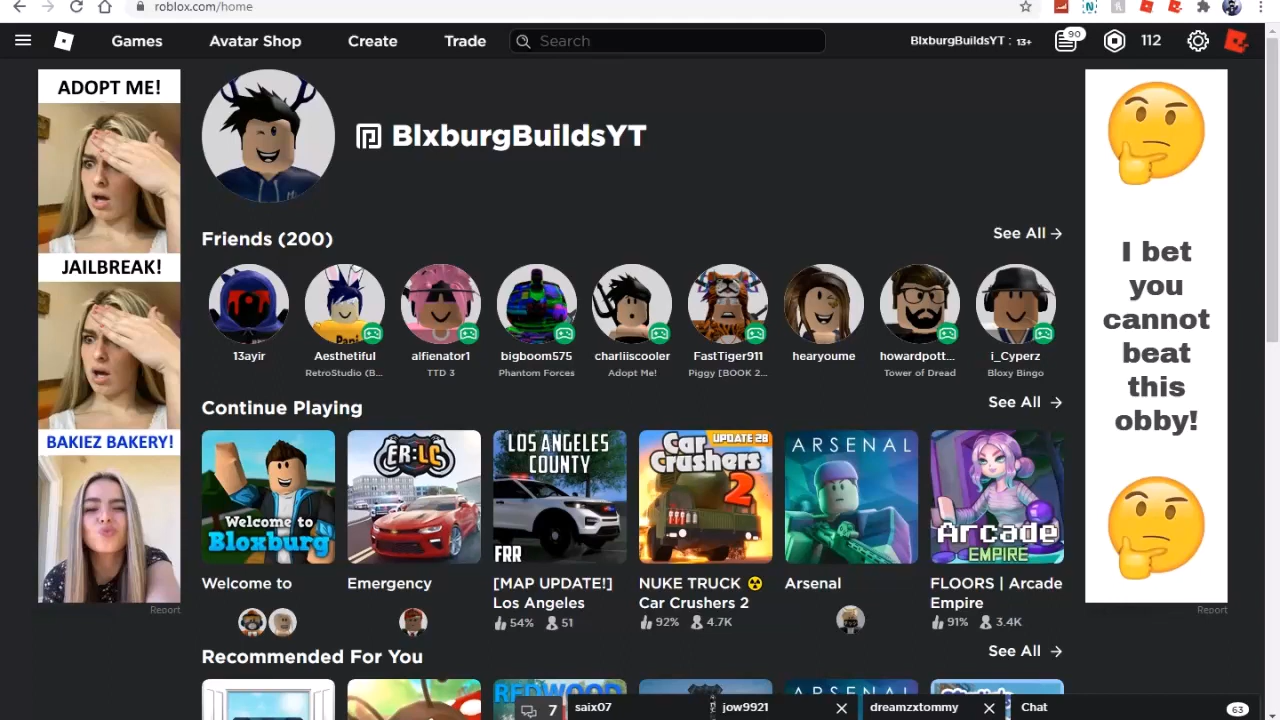 roblox.com/home
Games
Avatar Shop
Create
Trade
Search
BlxburgBuildsYT : 13+
90
112
ADOPT ME!
JAILBREAK!
BAKIEZ BAKERY!
Report
BlxburgBuildsYT
Friends (200)
See All
13ayir
Aesthetiful
RetroStudio (B...
alfienator1
TTD 3
bigboom575
Phantom Forces
charliiscooler
Adopt Me!
FastTiger911
Piggy [BOOK 2...
hearyoume
howardpott...
Tower of Dread
i_Cyperz
Bloxy Bingo
Continue Playing
See All
Welcome to
Bloxburg
Welcome to
ER:LC
Emergency
LOS ANGELES
COUNTY
FRR
[MAP UPDATE!]
Los Angeles
54%
51
UPDATE 28
Car
Crushers
2
NUKE TRUCK
Car Crushers 2
92%
4.7K
ARSENAL
Arsenal
Arcade
EMPIRE
FLOORS | Arcade
Empire
91%
3.4K
I bet
you
cannot
beat
this
obby!
Report
Recommended For You
See All
REDWOOD
ARSENAL
7
saix07
jow9921
dreamzxtommy
Chat
63